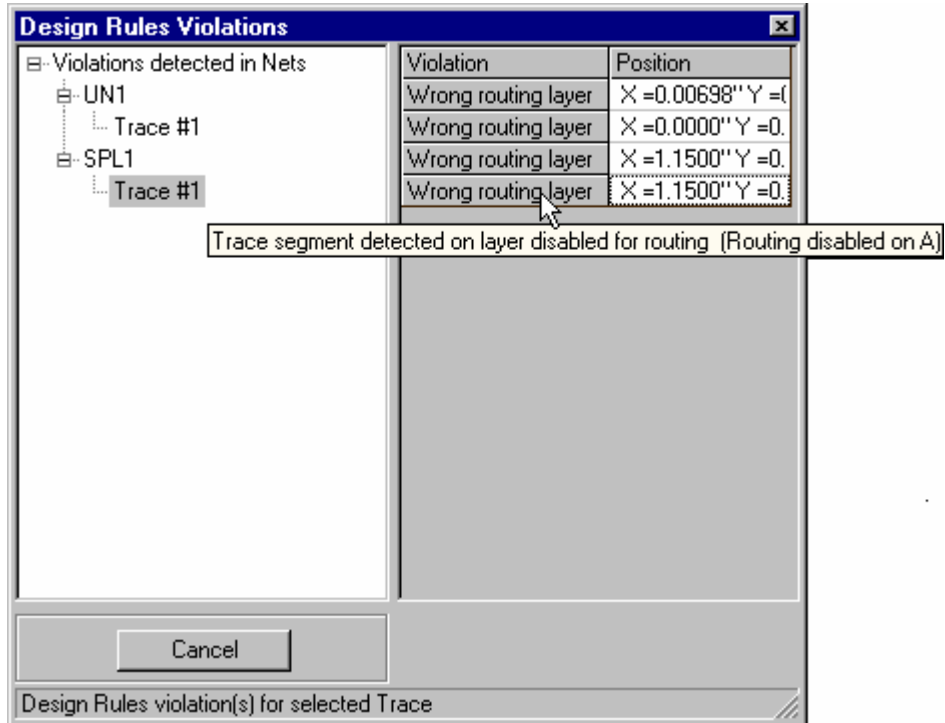 Design Rules Violations
Violations detected in Nets
UN1
Trace #1
SPL1
Trace #1
Violation Position
Wrong routing layer X =0.00698" Y =(
Wrong routing layer X =0.0000" Y =0.
Wrong routing layer X =1.1500" Y =0.
Wrong routing layer X =1.1500" Y =0.
Trace segment detected on layer disabled for routing (Routing disabled on A)
Cancel
Design Rules violation(s) for selected Trace